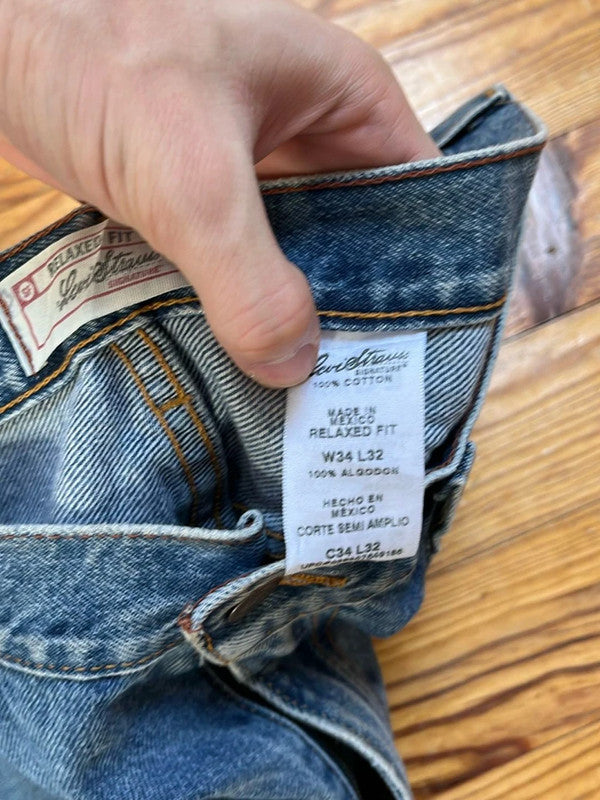 RELAXED FIT
Levi Strauss
SIGNATURE
Levi Strauss
SIGNATURE
100% COTTON
MADE IN
MEXICO
RELAXED FIT
W34 L32
100% ALGODON
HECHO EN
MÉXICO
CORTE SEMI AMPLIO
C34 L32